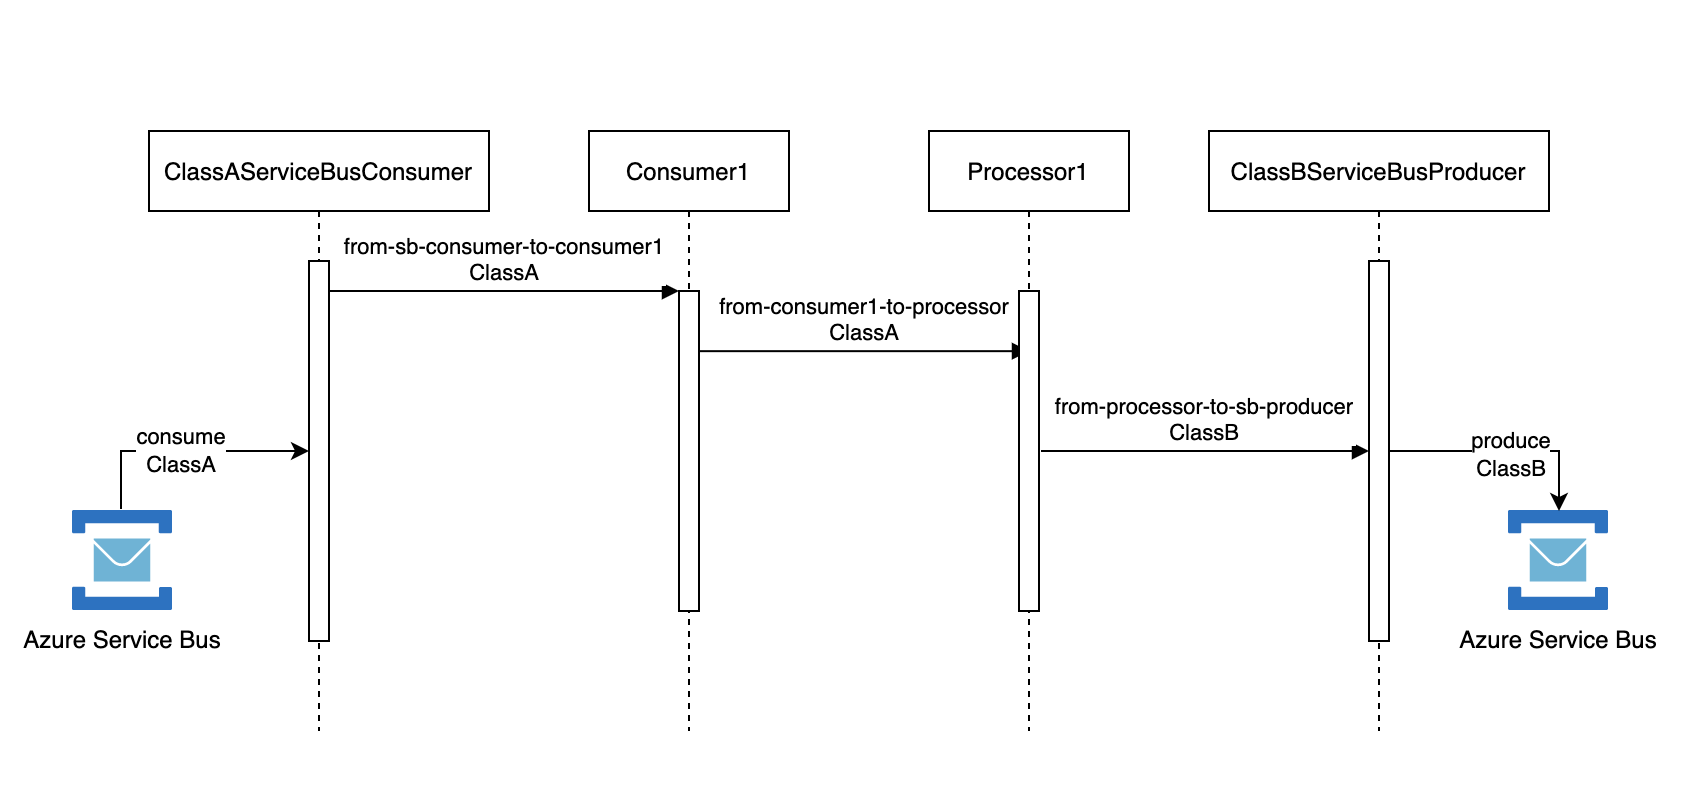 ClassAServiceBusConsumer
Consumer1
Processor1
ClassBServiceBusProducer
from-sb-consumer-to-consumer1
ClassA
from-consumer1-to-processor
ClassA
from-processor-to-sb-producer
ClassB
consume
ClassA
produce
ClassB
Azure Service Bus
Azure Service Bus